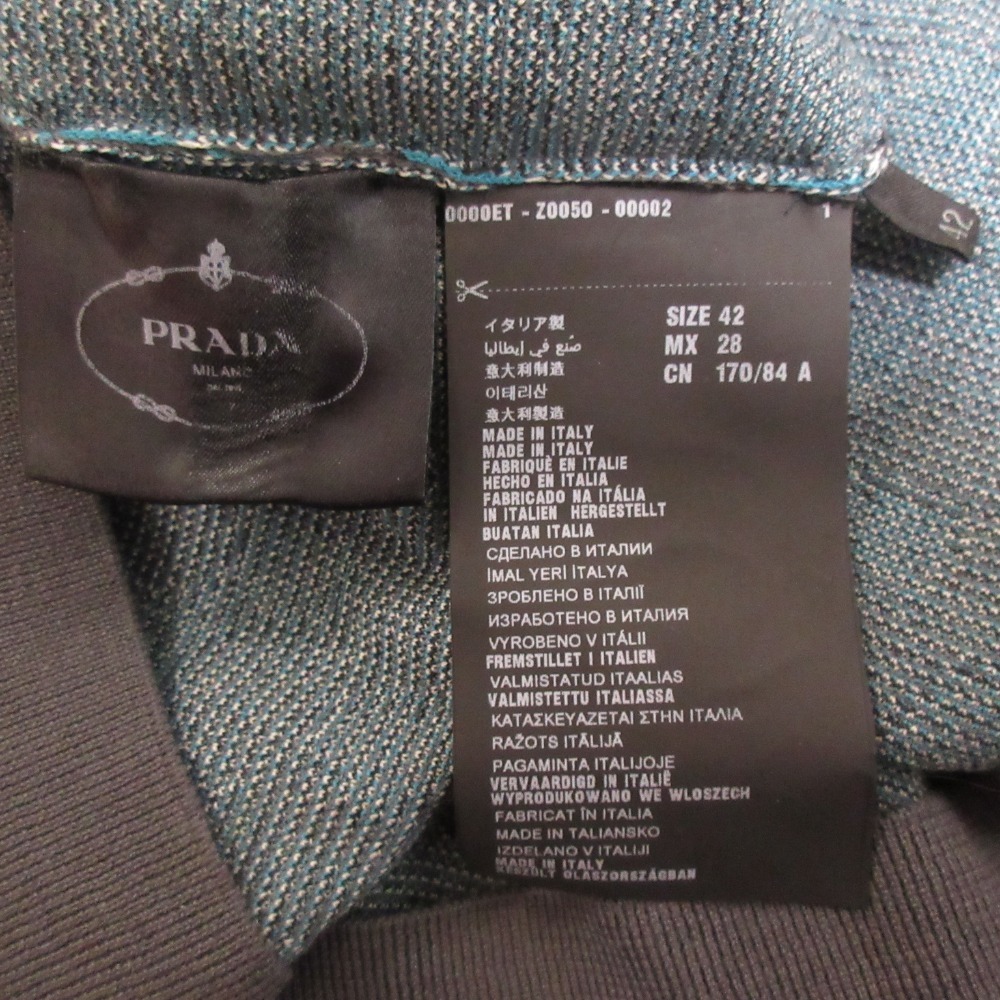 PRADA
MILANO
0000ET - Z0050 - 00002 1
42
イタリア製
صُنع في إيطاليا
意大利制造
이태리산
意大利製造
MADE IN ITALY
MADE IN ITALY
FABRIQUÈ EN ITALIE
HECHO EN ITALIA
FABRICADO NA ITÁLIA
IN ITALIEN HERGESTELLT
BUATAN ITALIA
СДЕЛАНО В ИТАЛИИ
İMAL YERİ İTALYA
ЗРОБЛЕНО В ІТАЛІЇ
ИЗРАБОТЕНО В ИТАЛИЯ
VYROBENO V ITÁLII
FREMSTILLET I ITALIEN
VALMISTATUD ITAALIAS
VALMISTETTU ITALIASSA
ΚΑΤΑΣΚΕΥΑΖΕΤΑΙ ΣΤΗΝ ΙΤΑΛΙΑ
RAŽOTS ITĀLIJĀ
PAGAMINTA ITALIJOJE
VERVAARDIGD IN ITALIË
WYPRODUKOWANO WE WLOSZECH
FABRICAT ÎN ITALIA
MADE IN TALIANSKO
IZDELANO V ITALIJI
MADE IN ITALY
KÉSZÜLT OLASZORSZÁGBAN
SIZE 42
MX 28
CN 170/84 A